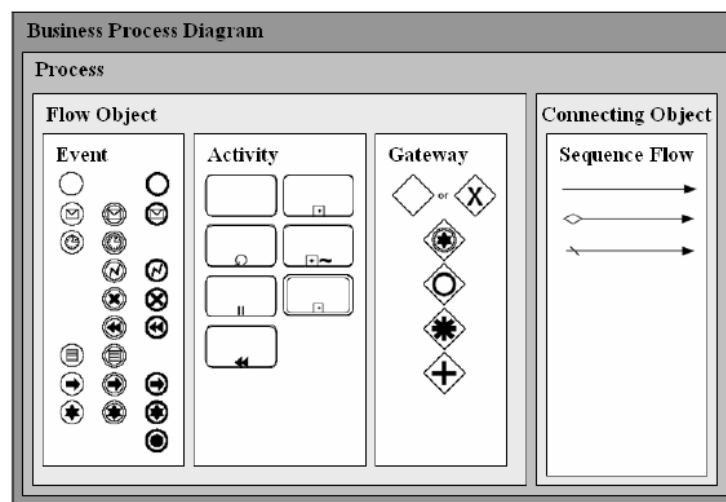 Business Process Diagram
Process
Flow Object
Connecting Object
Event
Activity
Gateway
Sequence Flow
or
X